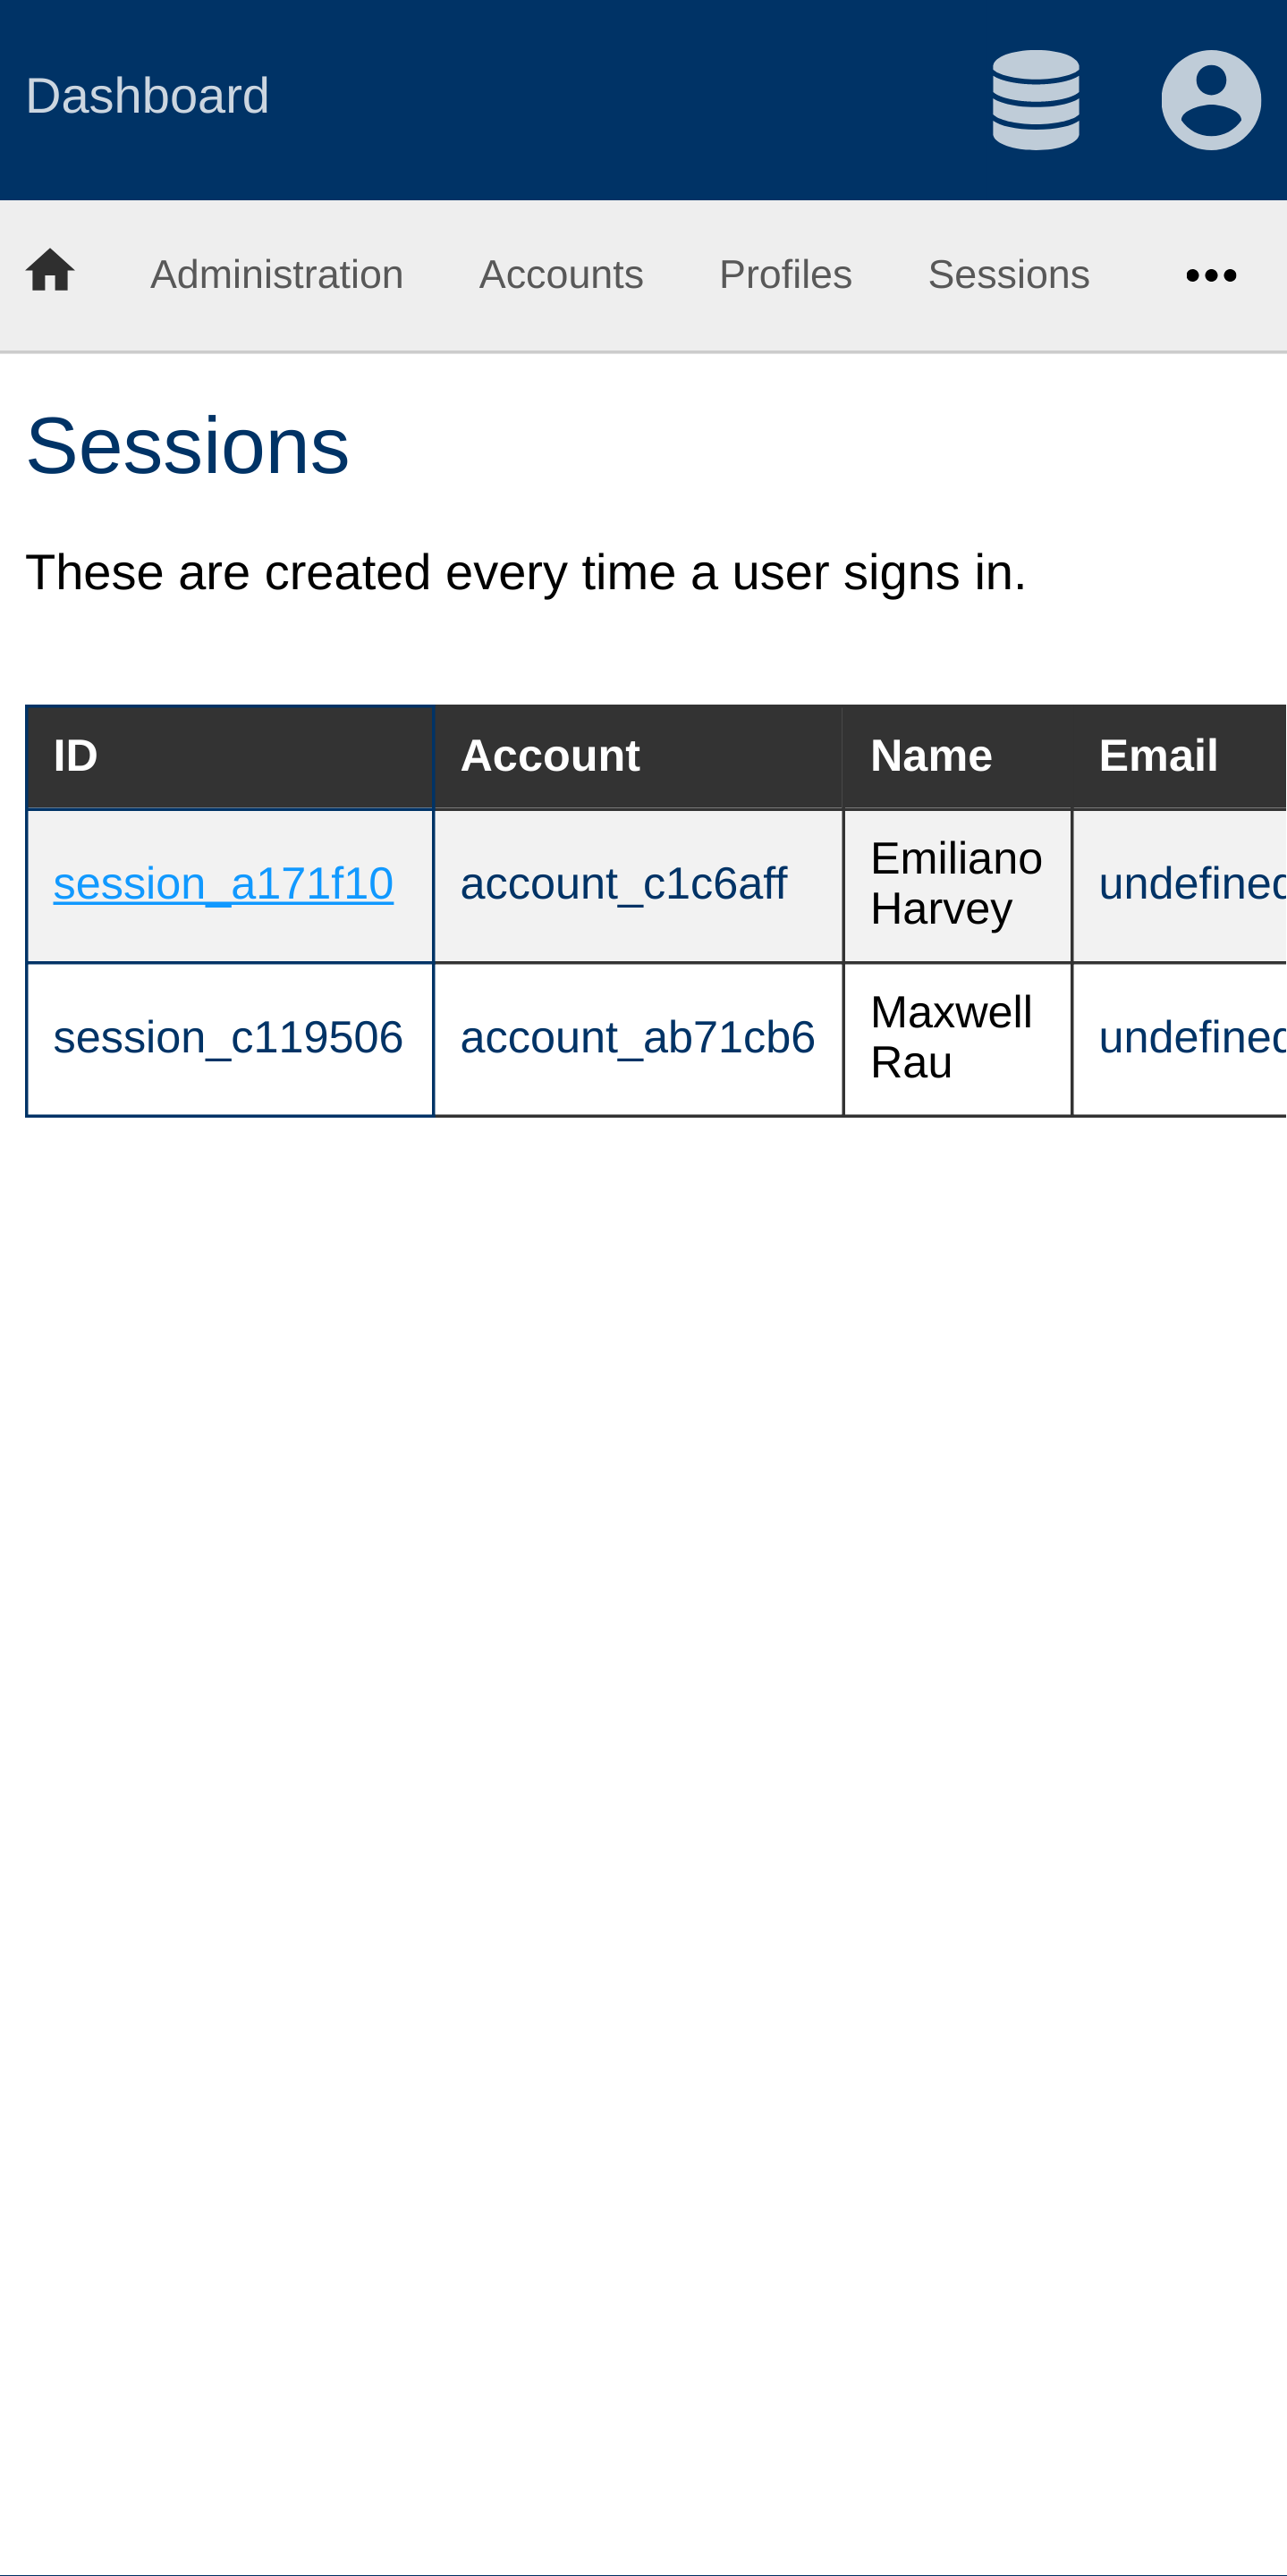 Dashboard
Administration Accounts Profiles Sessions
Sessions
These are created every time a user signs in.
ID Account Name Email
session_a171f10 account_c1c6aff Emiliano Harvey undefined
session_c119506 account_ab71cb6 Maxwell Rau undefined